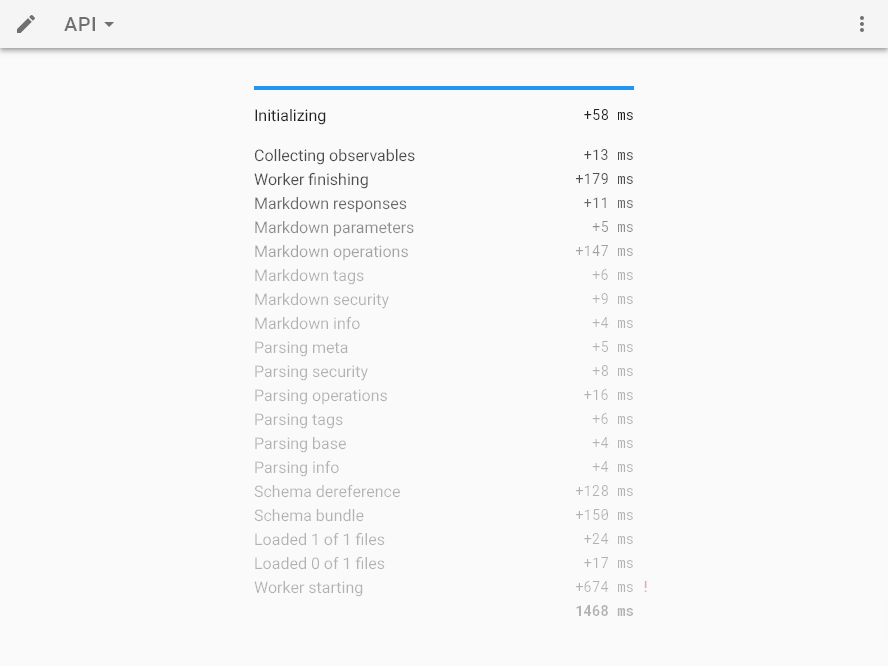 API
Initializing +58 ms
Collecting observables +13 ms
Worker finishing +179 ms
Markdown responses +11 ms
Markdown parameters +5 ms
Markdown operations +147 ms
Markdown tags +6 ms
Markdown security +9 ms
Markdown info +4 ms
Parsing meta +5 ms
Parsing security +8 ms
Parsing operations +16 ms
Parsing tags +6 ms
Parsing base +4 ms
Parsing info +4 ms
Schema dereference +128 ms
Schema bundle +150 ms
Loaded 1 of 1 files +24 ms
Loaded 0 of 1 files +17 ms
Worker starting +674 ms !
1468 ms